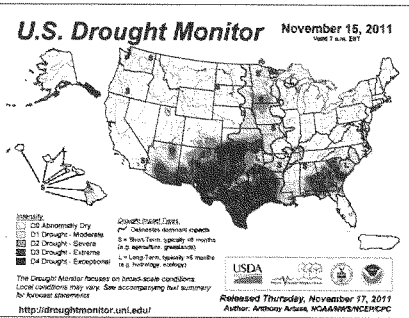 U.S. Drought Monitor
November 15, 2011
Valid 7 a.m. EST
Intensity:
D0 Abnormally Dry
D1 Drought - Moderate
D2 Drought - Severe
D3 Drought - Extreme
D4 Drought - Exceptional
Drought Impact Types:
Delineates dominant impacts
S = Short-Term, typically <6 months
(e.g. agriculture, grasslands)
L = Long-Term, typically >6 months
(e.g. hydrology, ecology)
The Drought Monitor focuses on broad-scale conditions.
Local conditions may vary. See accompanying text summary
for forecast statements.
http://droughtmonitor.unl.edu/
USDA
Released Thursday, November 17, 2011
Author: Anthony Artusa, NOAA/NWS/NCEP/CPC